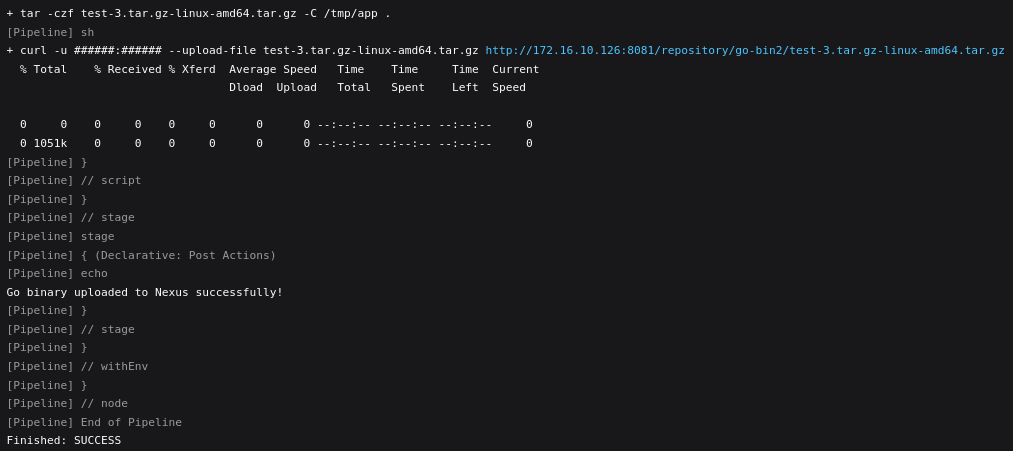 + tar -czf test-3.tar.gz-linux-amd64.tar.gz -C /tmp/app .
[Pipeline] sh
+ curl -u ######:###### --upload-file test-3.tar.gz-linux-amd64.tar.gz http://172.16.10.126:8081/repository/go-bin2/test-3.tar.gz-linux-amd64.tar.gz
  % Total    % Received % Xferd  Average Speed   Time    Time     Time  Current
                                 Dload  Upload   Total   Spent    Left  Speed
  0     0    0     0    0     0      0      0 --:--:-- --:--:-- --:--:--     0
  0 1051k    0     0    0     0      0      0 --:--:-- --:--:-- --:--:--     0
[Pipeline] }
[Pipeline] // script
[Pipeline] }
[Pipeline] // stage
[Pipeline] stage
[Pipeline] { (Declarative: Post Actions)
[Pipeline] echo
Go binary uploaded to Nexus successfully!
[Pipeline] }
[Pipeline] // stage
[Pipeline] }
[Pipeline] // withEnv
[Pipeline] }
[Pipeline] // node
[Pipeline] End of Pipeline
Finished: SUCCESS